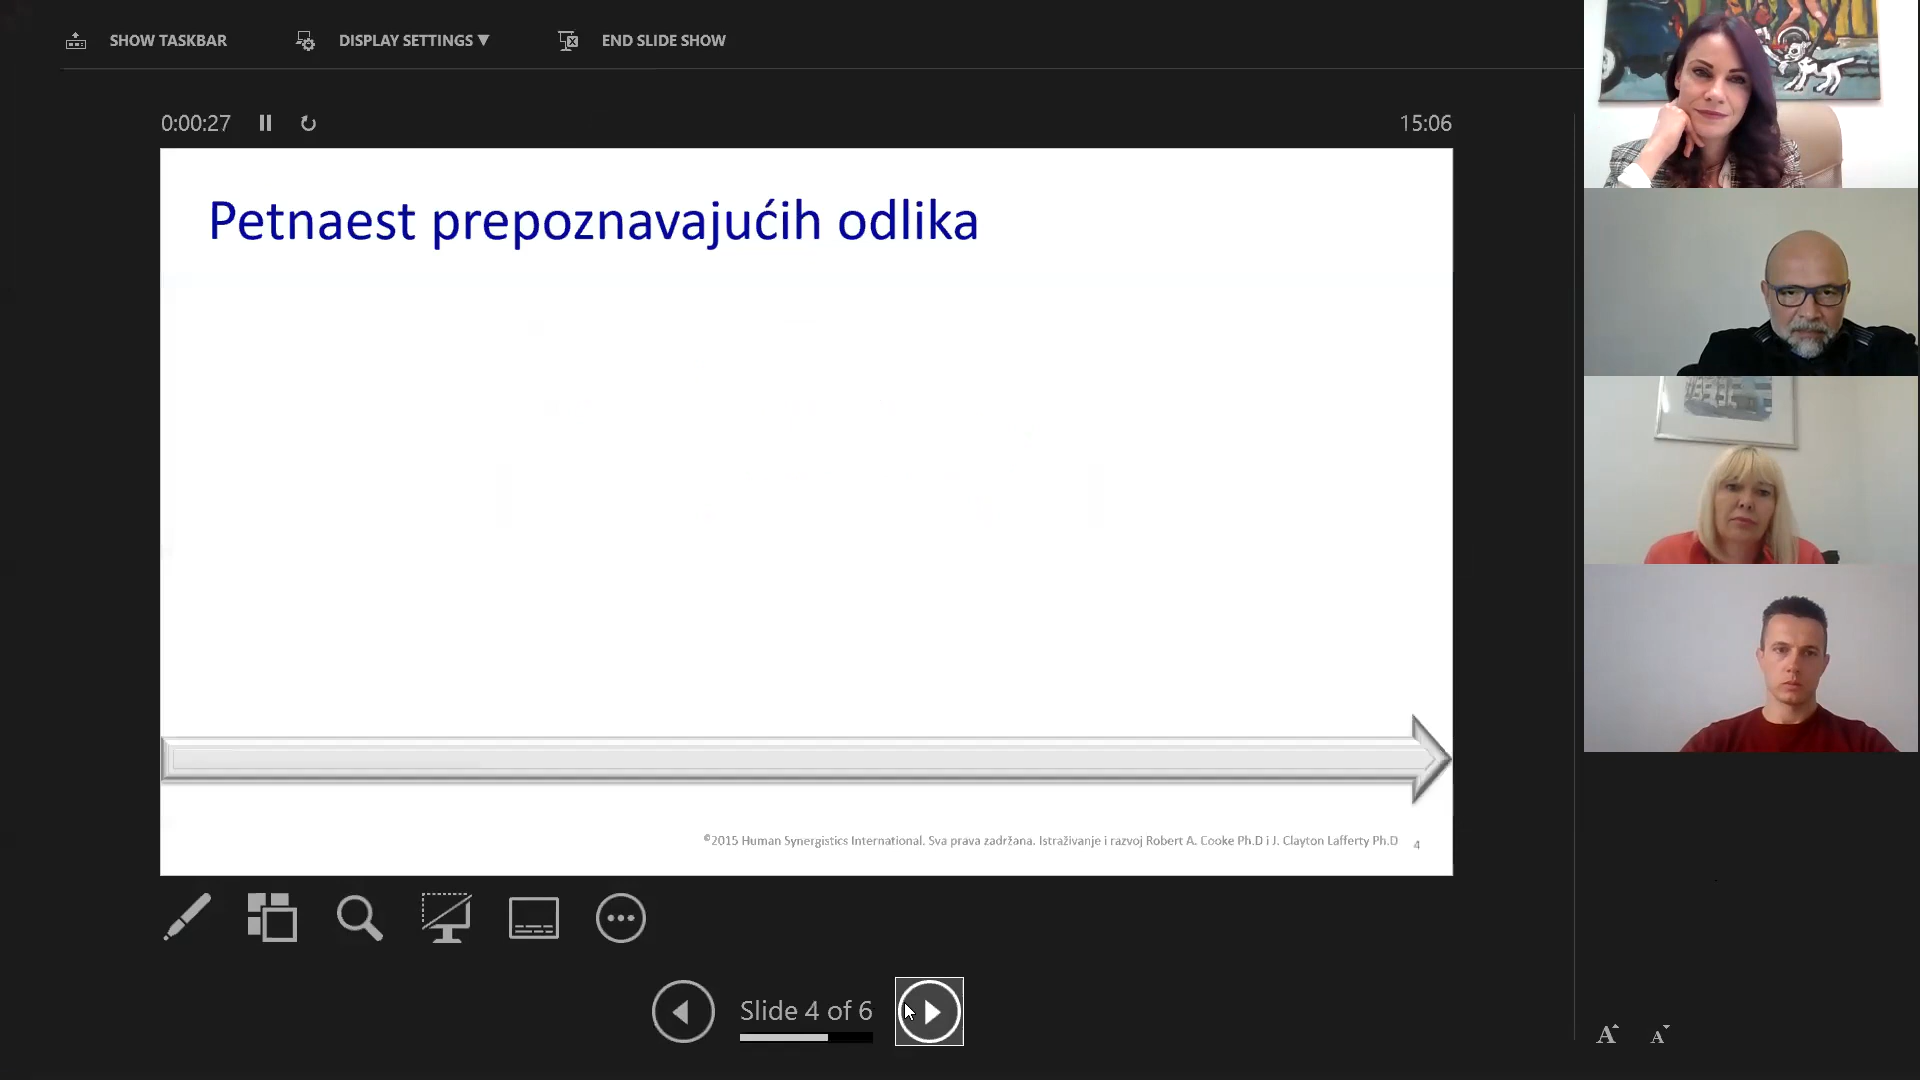 SHOW TASKBAR
DISPLAY SETTINGS ▼
END SLIDE SHOW
0:00:27
15:06
Petnaest prepoznavajućih odlika
©2015 Human Synergistics International. Sva prava zadržana. Istraživanje i razvoj Robert A. Cooke Ph.D i J. Clayton Lafferty Ph.D
4
Slide 4 of 6
A
A